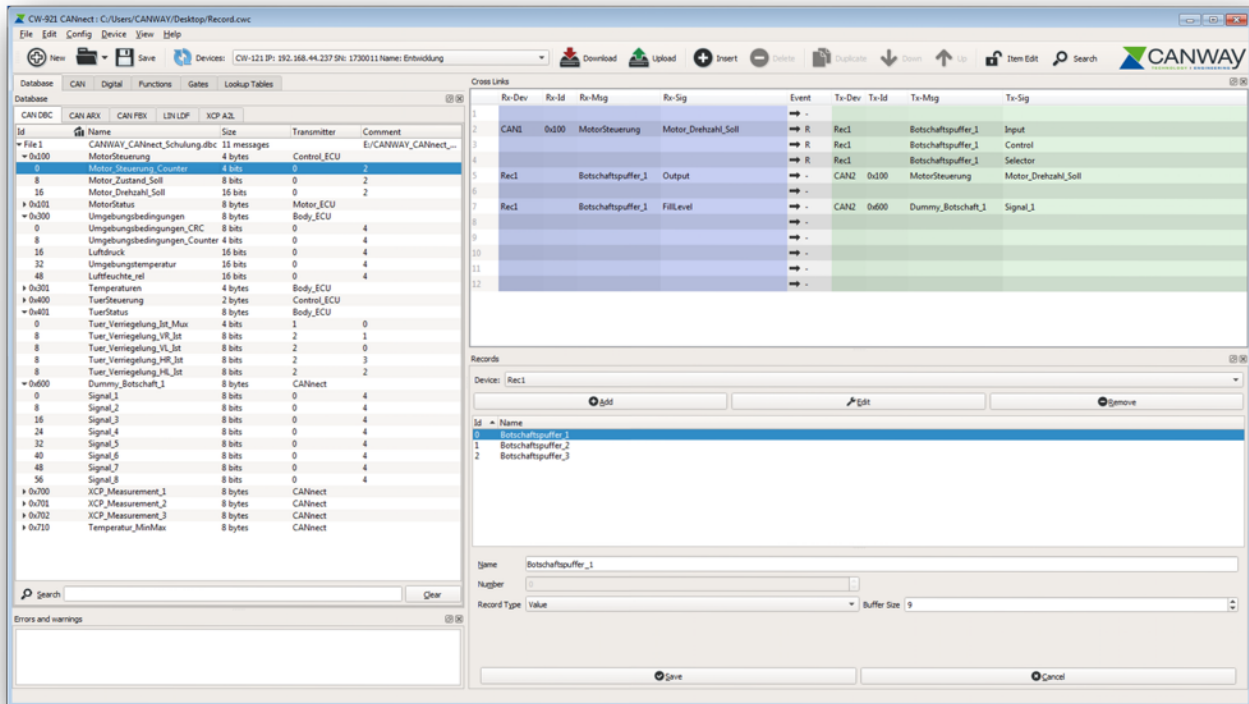 CW-921 CANnect : C:/Users/CANWAY/Desktop/Record.cwc
File Edit Config Device View Help
New Save Devices: CW-121 IP: 192.168.44.237 SN: 1730011 Name: Entwicklung Download Upload Insert Delete Duplicate Down Up Item Edit Search CANWAY
TECHNOLOGY | ENGINEERING
Database CAN Digital Functions Gates Lookup Tables
Database
CAN DBC CAN ARX CAN FBX LIN LDF XCP A2L
Id Name Size Transmitter Comment
File 1 CANWAY_CANnect_Schulung.dbc 11 messages E:/CANWAY_CANnect_...
0x100 MotorSteuerung 4 bytes Control_ECU
0 Motor_Steuerung_Counter 4 bits 0 2
8 Motor_Zustand_Soll 8 bits 0 2
16 Motor_Drehzahl_Soll 16 bits 0 2
0x101 MotorStatus 8 bytes Motor_ECU
0x300 Umgebungsbedingungen 8 bytes Body_ECU
0 Umgebungsbedingungen_CRC 8 bits 0 4
8 Umgebungsbedingungen_Counter 4 bits 0 4
16 Luftdruck 16 bits 0 4
32 Umgebungstemperatur 16 bits 0 4
48 Luftfeuchte_rel 16 bits 0 4
0x301 Temperaturen 4 bytes Body_ECU
0x400 TuerSteuerung 2 bytes Control_ECU
0x401 TuerStatus 8 bytes Body_ECU
0 Tuer_Verriegelung_Ist_Mux 4 bits 1 0
8 Tuer_Verriegelung_VR_Ist 8 bits 2 1
8 Tuer_Verriegelung_VL_Ist 8 bits 2 0
8 Tuer_Verriegelung_HR_Ist 8 bits 2 3
8 Tuer_Verriegelung_HL_Ist 8 bits 2 2
0x600 Dummy_Botschaft_1 8 bytes CANnect
0 Signal_1 8 bits 0 4
8 Signal_2 8 bits 0 4
16 Signal_3 8 bits 0 4
24 Signal_4 8 bits 0 4
32 Signal_5 8 bits 0 4
40 Signal_6 8 bits 0 4
48 Signal_7 8 bits 0 4
56 Signal_8 8 bits 0 4
0x700 XCP_Measurement_1 8 bytes CANnect
0x701 XCP_Measurement_2 8 bytes CANnect
0x702 XCP_Measurement_3 8 bytes CANnect
0x710 Temperatur_MinMax 8 bytes CANnect
Search Clear
Errors and warnings
Cross Links
Rx-Dev Rx-Id Rx-Msg Rx-Sig Event Tx-Dev Tx-Id Tx-Msg Tx-Sig
1 -
2 CAN1 0x100 MotorSteuerung Motor_Drehzahl_Soll R Rec1 Botschaftspuffer_1 Input
3 R Rec1 Botschaftspuffer_1 Control
4 R Rec1 Botschaftspuffer_1 Selector
5 Rec1 Botschaftspuffer_1 Output - CAN2 0x100 MotorSteuerung Motor_Drehzahl_Soll
6 -
7 Rec1 Botschaftspuffer_1 FillLevel - CAN2 0x600 Dummy_Botschaft_1 Signal_1
8 -
9 -
10 -
11 -
12 -
Records
Device: Rec1
Add Edit Remove
Id Name
0 Botschaftspuffer_1
1 Botschaftspuffer_2
2 Botschaftspuffer_3
Name Botschaftspuffer_1
Number 0
Record Type Value Buffer Size 9
Save Cancel